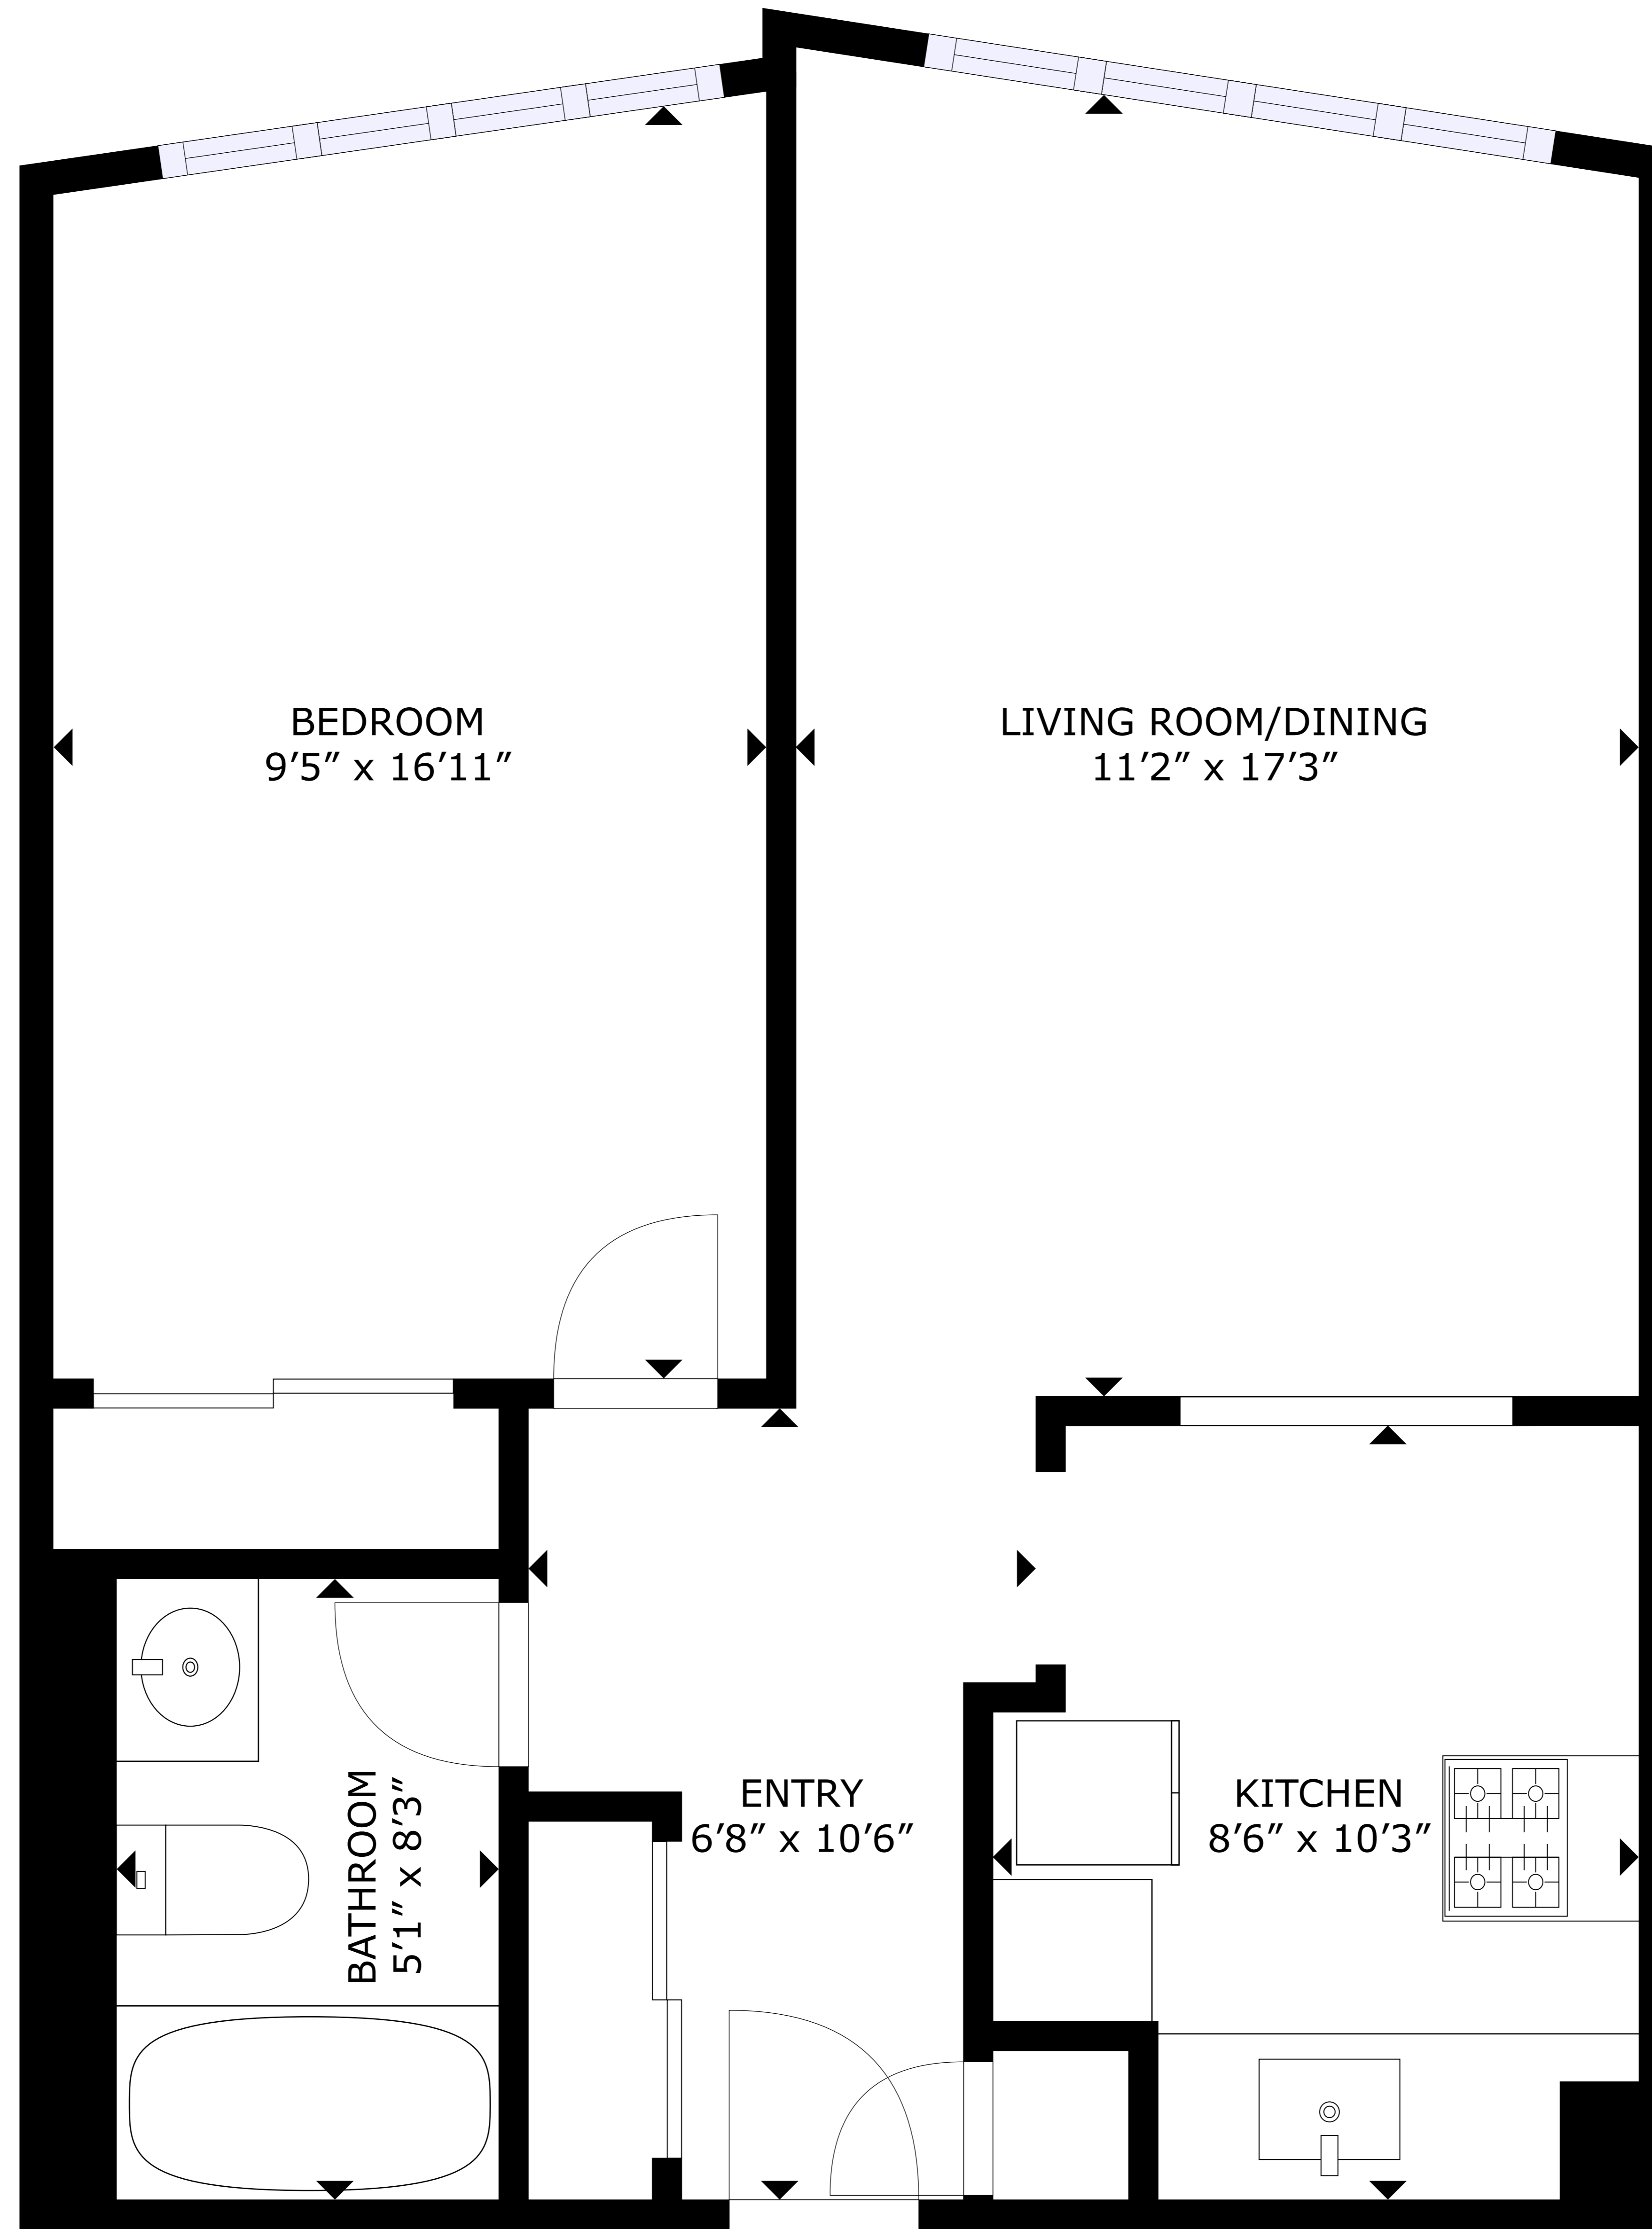 BEDROOM
9′5″ x 16′11″
LIVING ROOM/DINING
11′2″ x 17′3″
BATHROOM
5′1″ x 8′3″
ENTRY
6′8″ x 10′6″
KITCHEN
8′6″ x 10′3″